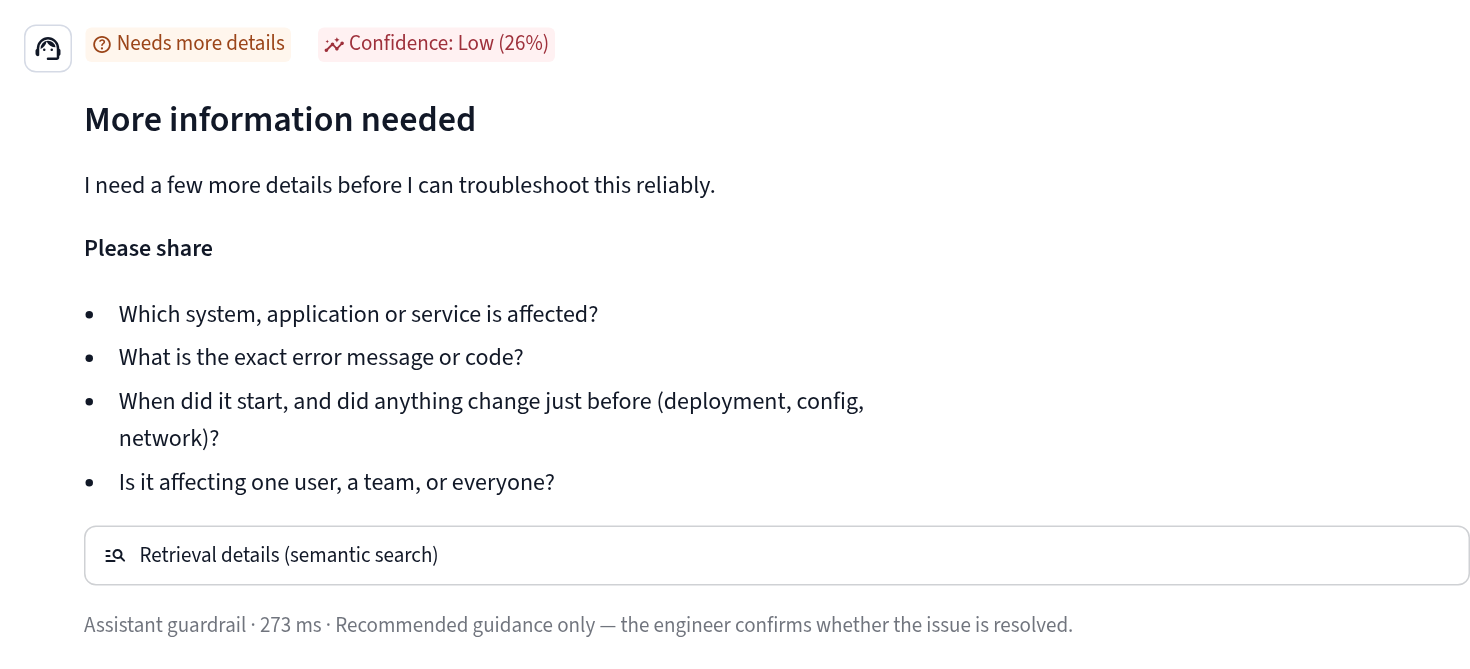 Needs more details
Confidence: Low (26%)
More information needed
I need a few more details before I can troubleshoot this reliably.
Please share
• Which system, application or service is affected?
• What is the exact error message or code?
• When did it start, and did anything change just before (deployment, config,
network)?
• Is it affecting one user, a team, or everyone?
Retrieval details (semantic search)
Assistant guardrail · 273 ms · Recommended guidance only — the engineer confirms whether the issue is resolved.